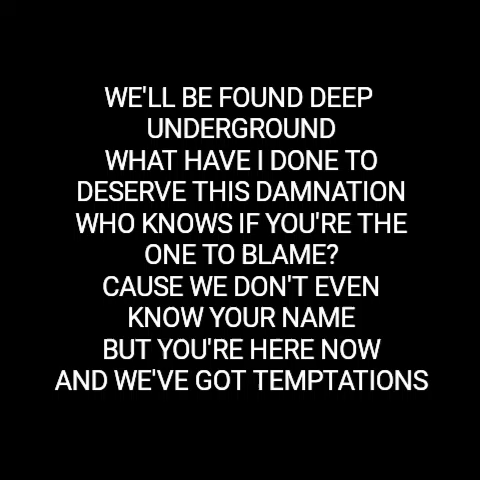 WE'LL BE FOUND DEEP
UNDERGROUND
WHAT HAVE I DONE TO
DESERVE THIS DAMNATION
WHO KNOWS IF YOU'RE THE
ONE TO BLAME?
CAUSE WE DON'T EVEN
KNOW YOUR NAME
BUT YOU'RE HERE NOW
AND WE'VE GOT TEMPTATIONS